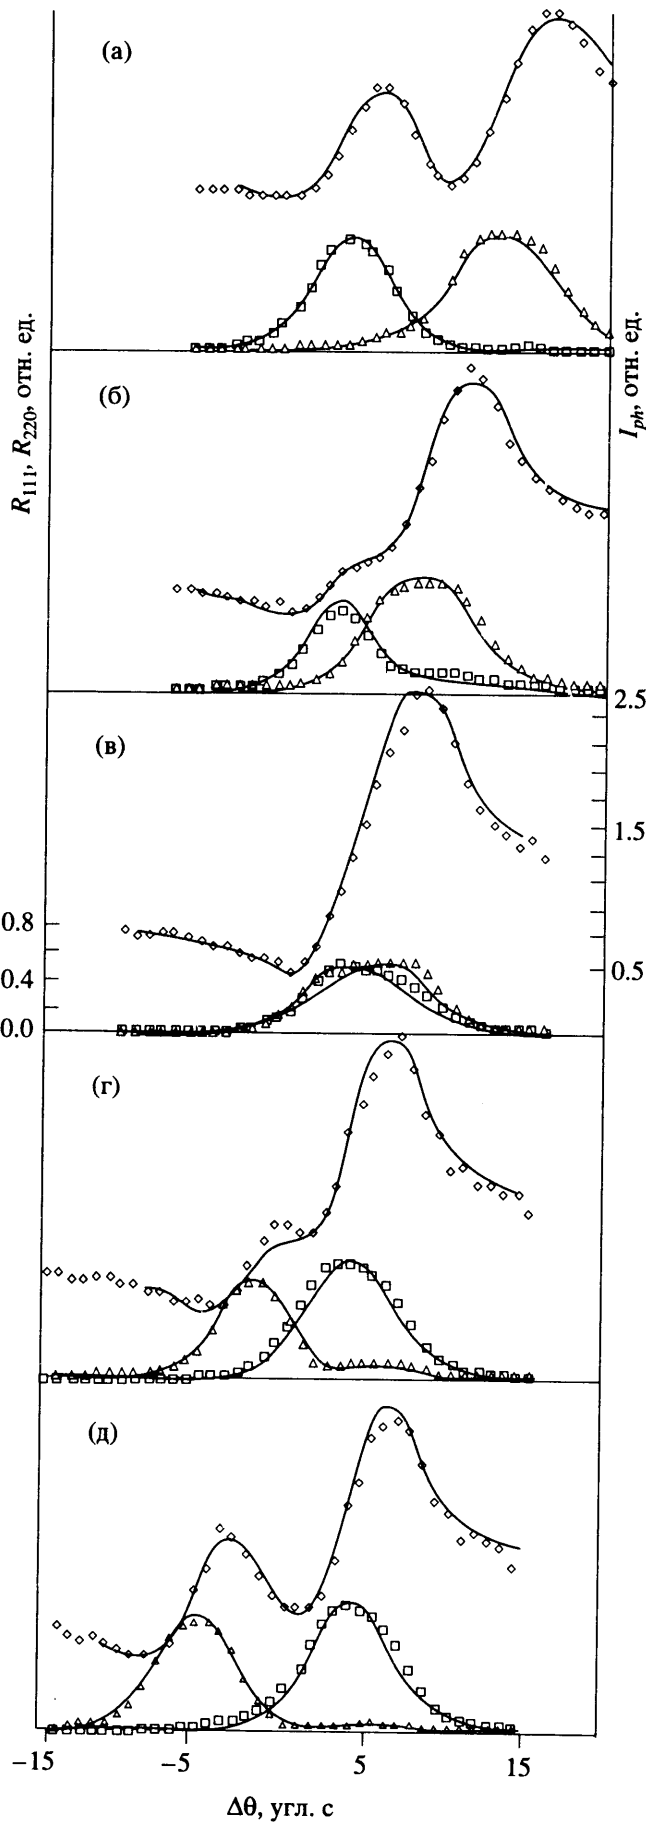 (а)
R111, R220, отн. ед.
Iph, отн. ед.
(б)
2.5
(в)
1.5
0.8
0.5
0.4
0.0
(г)
(д)
−15
−5
5
15
Δθ, угл. с